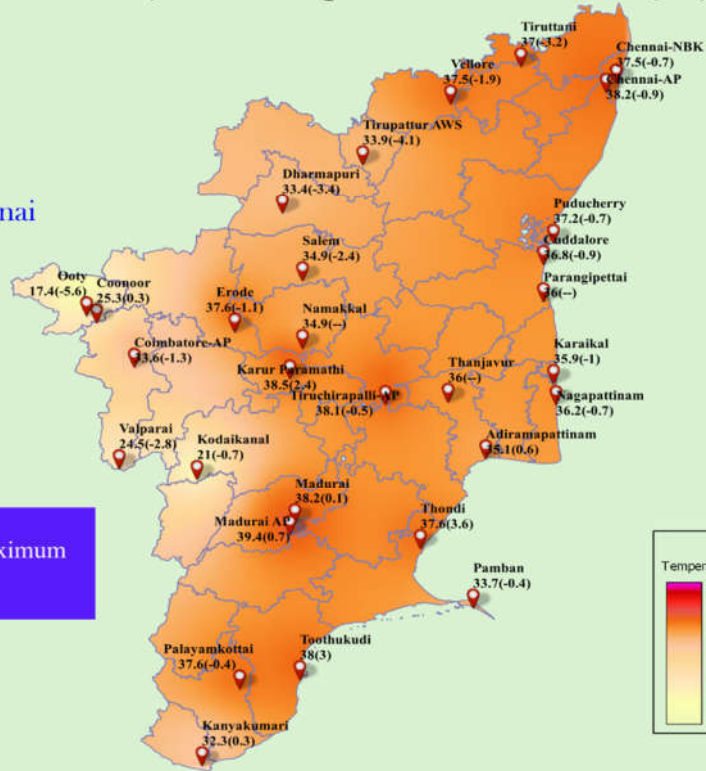 Tiruttani
37(-3.2)
Chennai-NBK
37.5(-0.7)
Chennai-AP
38.2(-0.9)
Vellore
37.5(-1.9)
Tirupattur AWS
33.9(-4.1)
Dharmapuri
33.4(-3.4)
nai
Puducherry
37.2(-0.7)
Cuddalore
36.8(-0.9)
Salem
34.9(-2.4)
Parangipettai
36(--)
Ooty
17.4(-5.6)
Coonoor
25.3(0.3)
Erode
37.6(-1.1)
Namakkal
34.9(--)
Coimbatore-AP
33.6(-1.3)
Karur Paramathi
38.5(2.4)
Tiruchirapalli-AP
38.1(-0.5)
Thanjavur
36(--)
Karaikal
35.9(-1)
Nagapattinam
36.2(-0.7)
Valparai
24.5(-2.8)
Kodaikanal
21(-0.7)
Adiramapattinam
35.1(0.6)
Madurai
38.2(0.1)
Madurai AP
39.4(0.7)
Thondi
37.6(3.6)
ximum
Temper
Pamban
33.7(-0.4)
Palayamkottai
37.6(-0.4)
Toothukudi
38(3)
Kanyakumari
32.3(0.3)